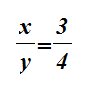 x/y = 3/4